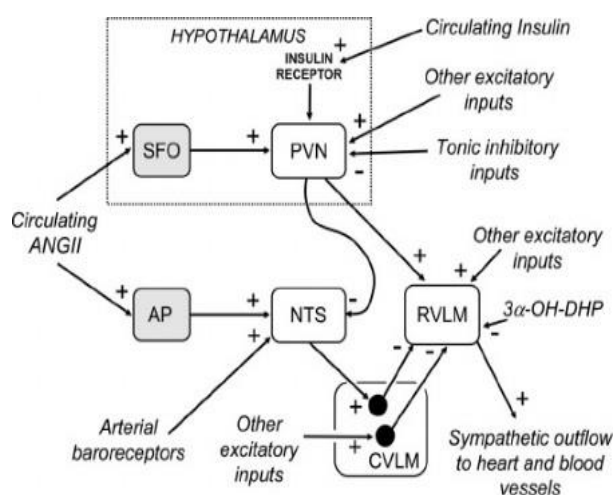 HYPOTHALAMUS
+
Circulating Insulin
INSULIN
RECEPTOR
Other excitatory
inputs
+
+
+
SFO
PVN
Tonic inhibitory
inputs
-
Circulating
ANGII
Other excitatory
inputs
+
+
+
+
-
AP
NTS
RVLM
3α-OH-DHP
+
-
-
-
+
Arterial
baroreceptors
Other
excitatory
inputs
+
+
CVLM
Sympathetic outflow
to heart and blood
vessels